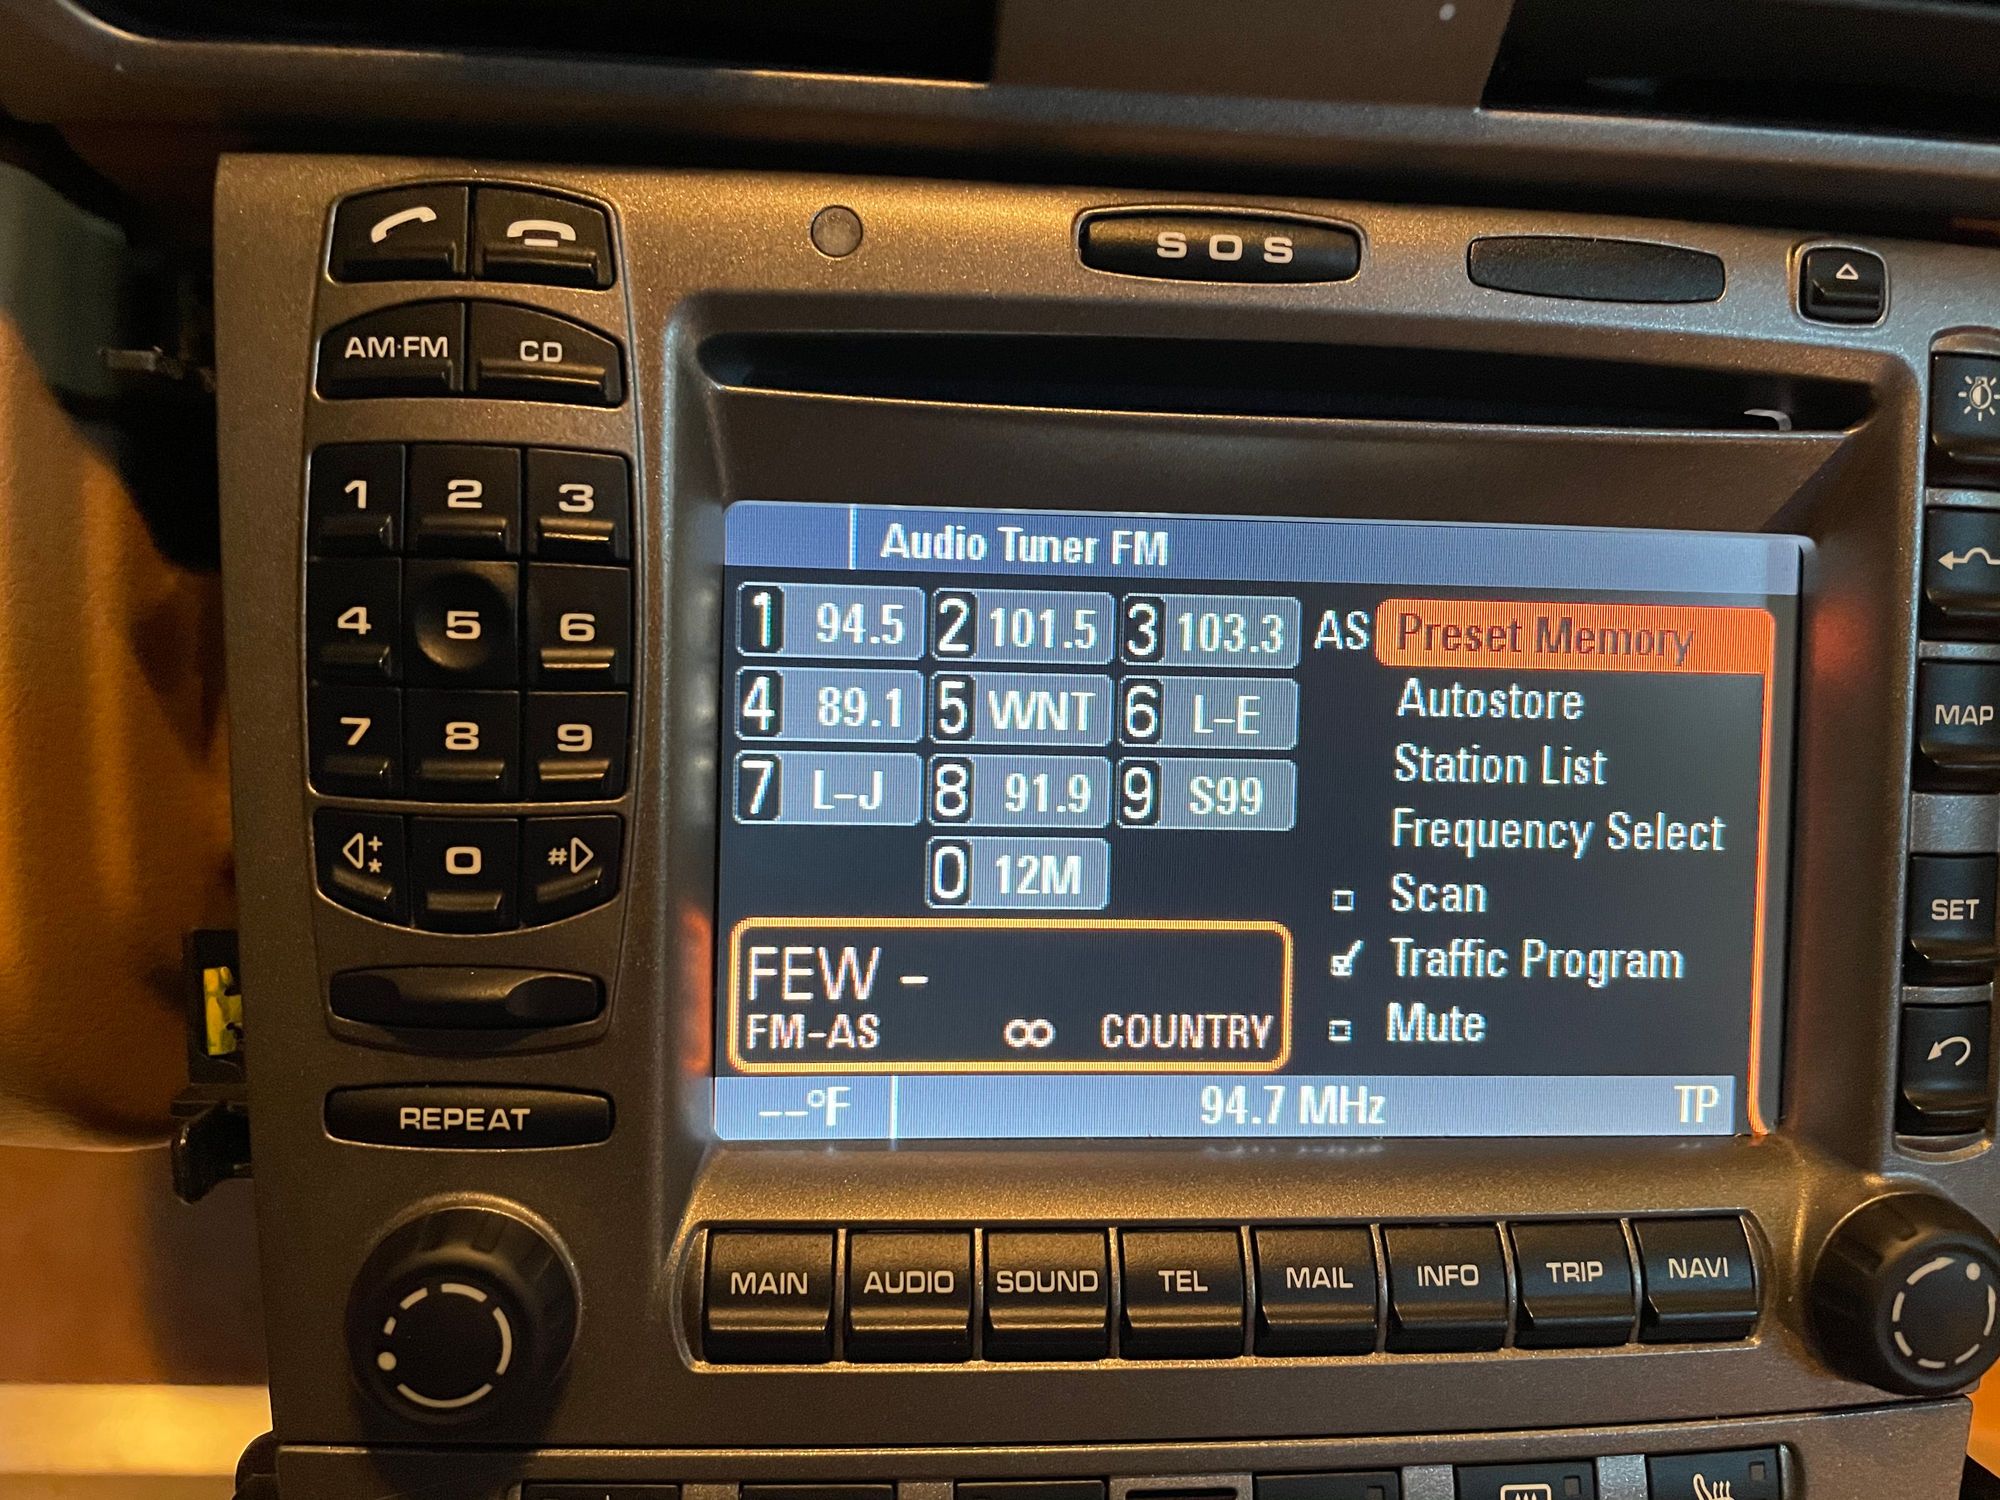 SOS
AM·FM CD
1 2 3
4 5 6
7 8 9
+
* 0 #
REPEAT
Audio Tuner FM
1 94.5 2 101.5 3 103.3 AS Preset Memory
4 89.1 5 WNT 6 L-E Autostore
7 L-J 8 91.9 9 S99 Station List
0 12M Frequency Select
Scan
Traffic Program
Mute
FEW -
FM-AS ∞ COUNTRY
--°F 94.7 MHz TP
MAP
SET
MAIN AUDIO SOUND TEL MAIL INFO TRIP NAVI